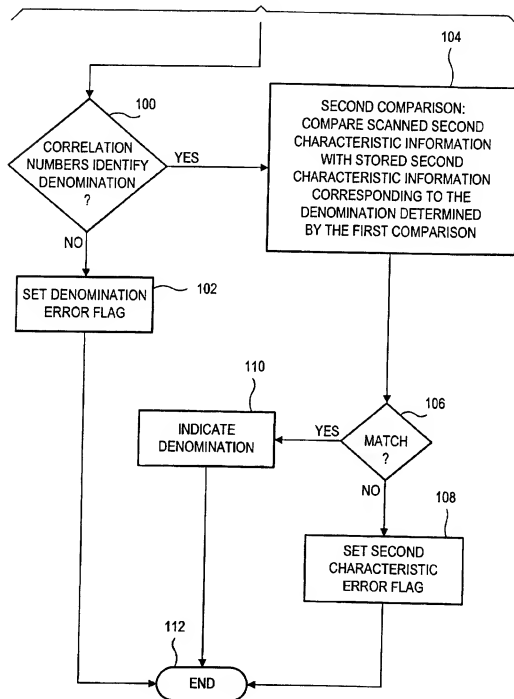 104
100
SECOND COMPARISON:
COMPARE SCANNED SECOND
CHARACTERISTIC INFORMATION
WITH STORED SECOND
CHARACTERISTIC INFORMATION
CORRESPONDING TO THE
DENOMINATION DETERMINED
BY THE FIRST COMPARISON
CORRELATION
NUMBERS IDENTIFY
DENOMINATION
?
YES
NO
SET DENOMINATION
ERROR FLAG
102
110
106
INDICATE
DENOMINATION
YES
MATCH
?
NO
108
SET SECOND
CHARACTERISTIC
ERROR FLAG
112
END